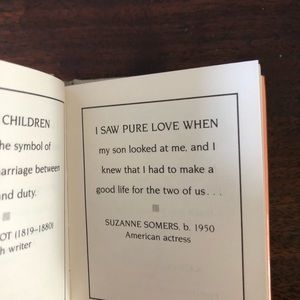 CHILDREN
the symbol of
marriage between
and duty.
OT (1819–1880)
h writer
I SAW PURE LOVE WHEN
my son looked at me, and I
knew that I had to make a
good life for the two of us . . .
SUZANNE SOMERS, b. 1950
American actress